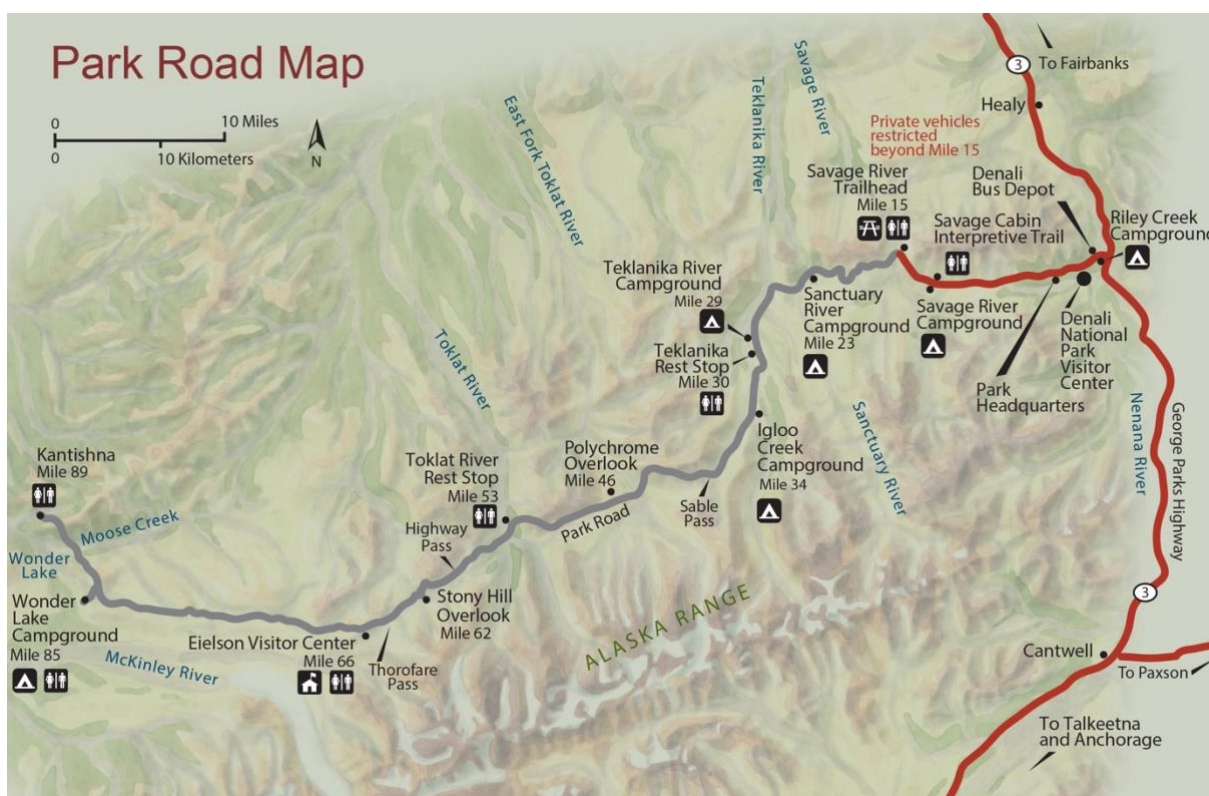 Park Road Map
0
10 Miles
0
10 Kilometers
N
East Fork Toklat River
Teklanika River
Savage River
Private vehicles
restricted
beyond Mile 15
3
To Fairbanks
Healy
Savage River
Trailhead
Mile 15
Denali
Bus Depot
Savage Cabin
Interpretive Trail
Riley Creek
Campground
Teklanika River
Campground
Mile 29
Teklanika
Rest Stop
Mile 30
Sanctuary
River
Campground
Mile 23
Savage River
Campground
Park
Headquarters
Denali
National
Park
Visitor
Center
Nenana River
George Parks Highway
Toklat River
Sanctuary River
Igloo
Creek
Campground
Mile 34
Kantishna
Mile 89
Toklat River
Rest Stop
Mile 53
Polychrome
Overlook
Mile 46
Sable
Pass
Park Road
Highway
Pass
Moose Creek
Wonder
Lake
Wonder
Lake
Campground
Mile 85
McKinley River
Eielson Visitor Center
Mile 66
Thorofare
Pass
Stony Hill
Overlook
Mile 62
ALASKA RANGE
3
Cantwell
To Paxson
To Talkeetna
and Anchorage